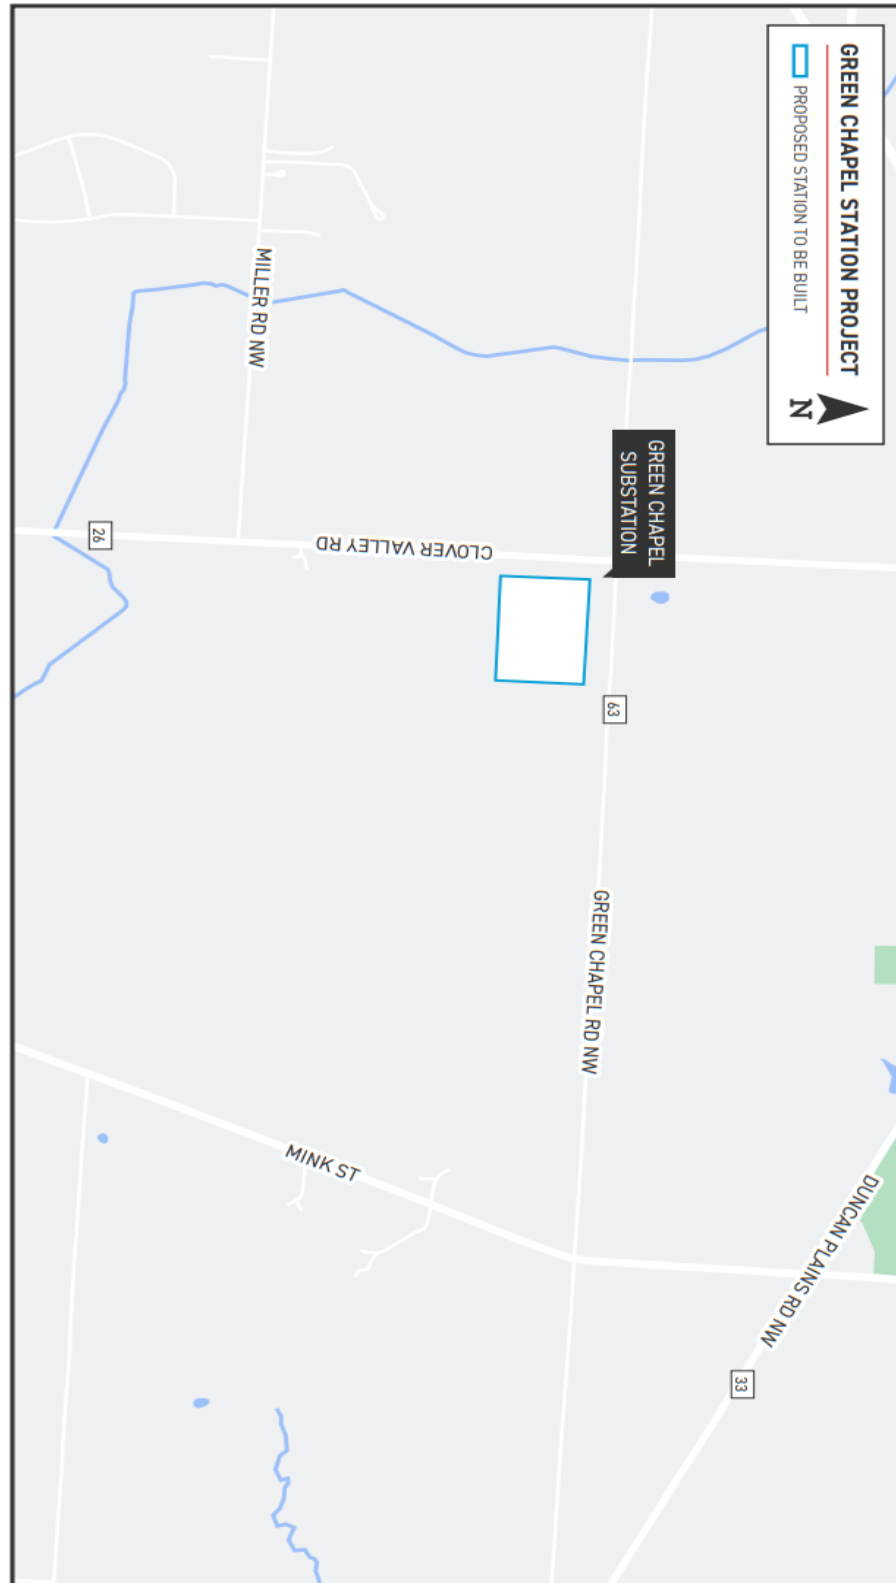 GREEN CHAPEL STATION PROJECT
PROPOSED STATION TO BE BUILT
N
MILLER RD NW
GREEN CHAPEL
SUBSTATION
26
CLOVER VALLEY RD
63
GREEN CHAPEL RD NW
MINK ST
DUNCAN PLAINS RD NW
33